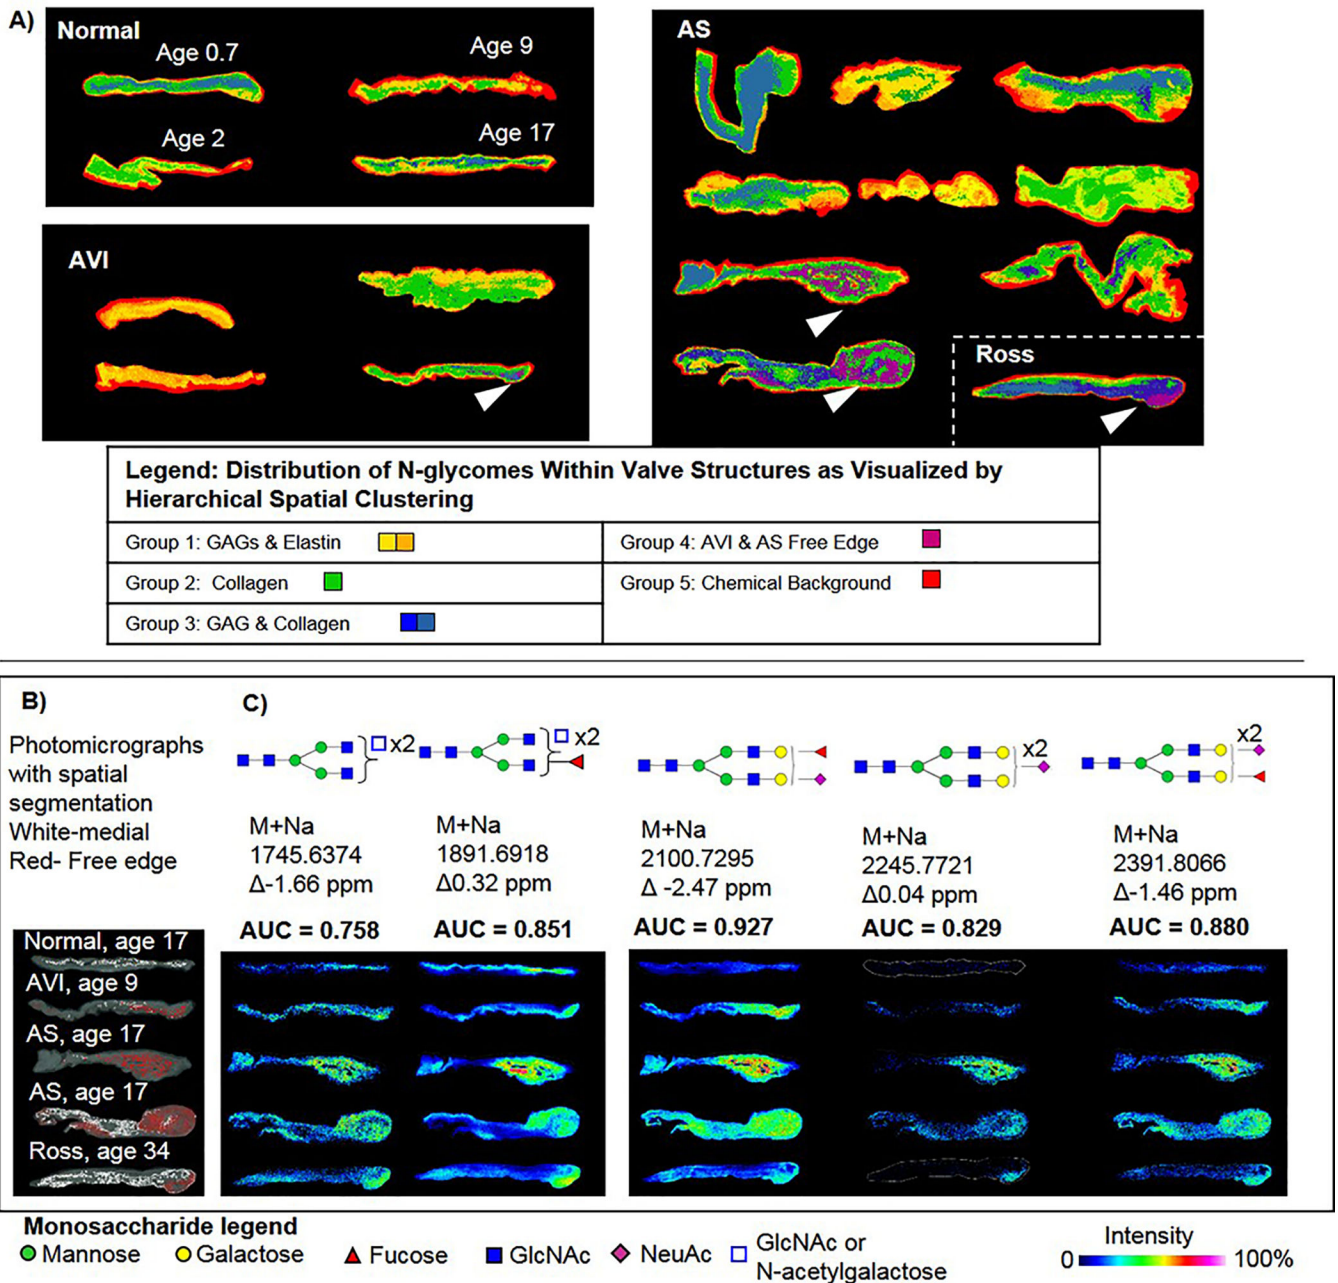 A)
Normal
Age 0.7
Age 9
Age 2
Age 17
AVI
AS
Ross
Legend: Distribution of N-glycomes Within Valve Structures as Visualized by
Hierarchical Spatial Clustering
Group 1: GAGs & Elastin
Group 4: AVI & AS Free Edge
Group 2: Collagen
Group 5: Chemical Background
Group 3: GAG & Collagen
B)
Photomicrographs
with spatial
segmentation
White-medial
Red- Free edge
Normal, age 17
AVI, age 9
AS, age 17
AS, age 17
Ross, age 34
C)
x2
M+Na
1745.6374
Δ-1.66 ppm
AUC = 0.758
x2
M+Na
1891.6918
Δ0.32 ppm
AUC = 0.851
M+Na
2100.7295
Δ -2.47 ppm
AUC = 0.927
x2
M+Na
2245.7721
Δ0.04 ppm
AUC = 0.829
x2
M+Na
2391.8066
Δ-1.46 ppm
AUC = 0.880
Monosaccharide legend
Mannose
Galactose
Fucose
GlcNAc
NeuAc
GlcNAc or
N-acetylgalactose
Intensity
0
100%